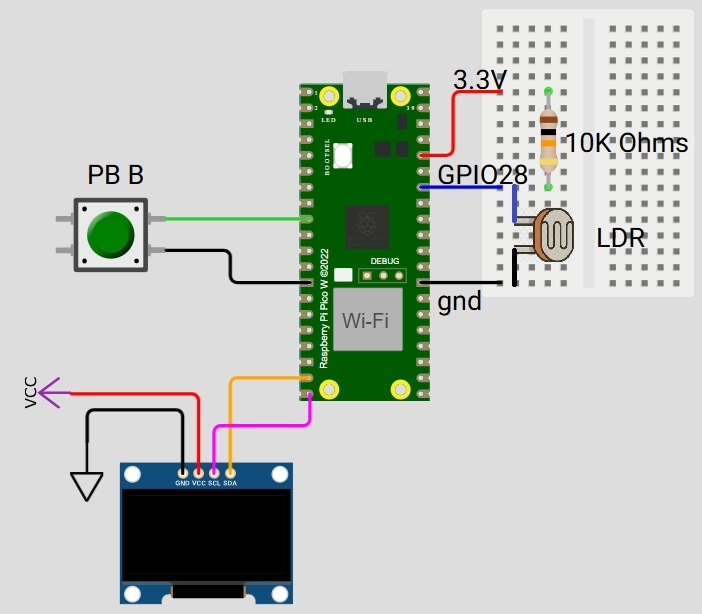 3.3V
1
2
39
LED
USB
BOOTSEL
10K Ohms
PB B
GPIO28
LDR
DEBUG
Raspberry Pi Pico W ©2022
gnd
Wi-Fi
VCC
GND VCC SCL SDA